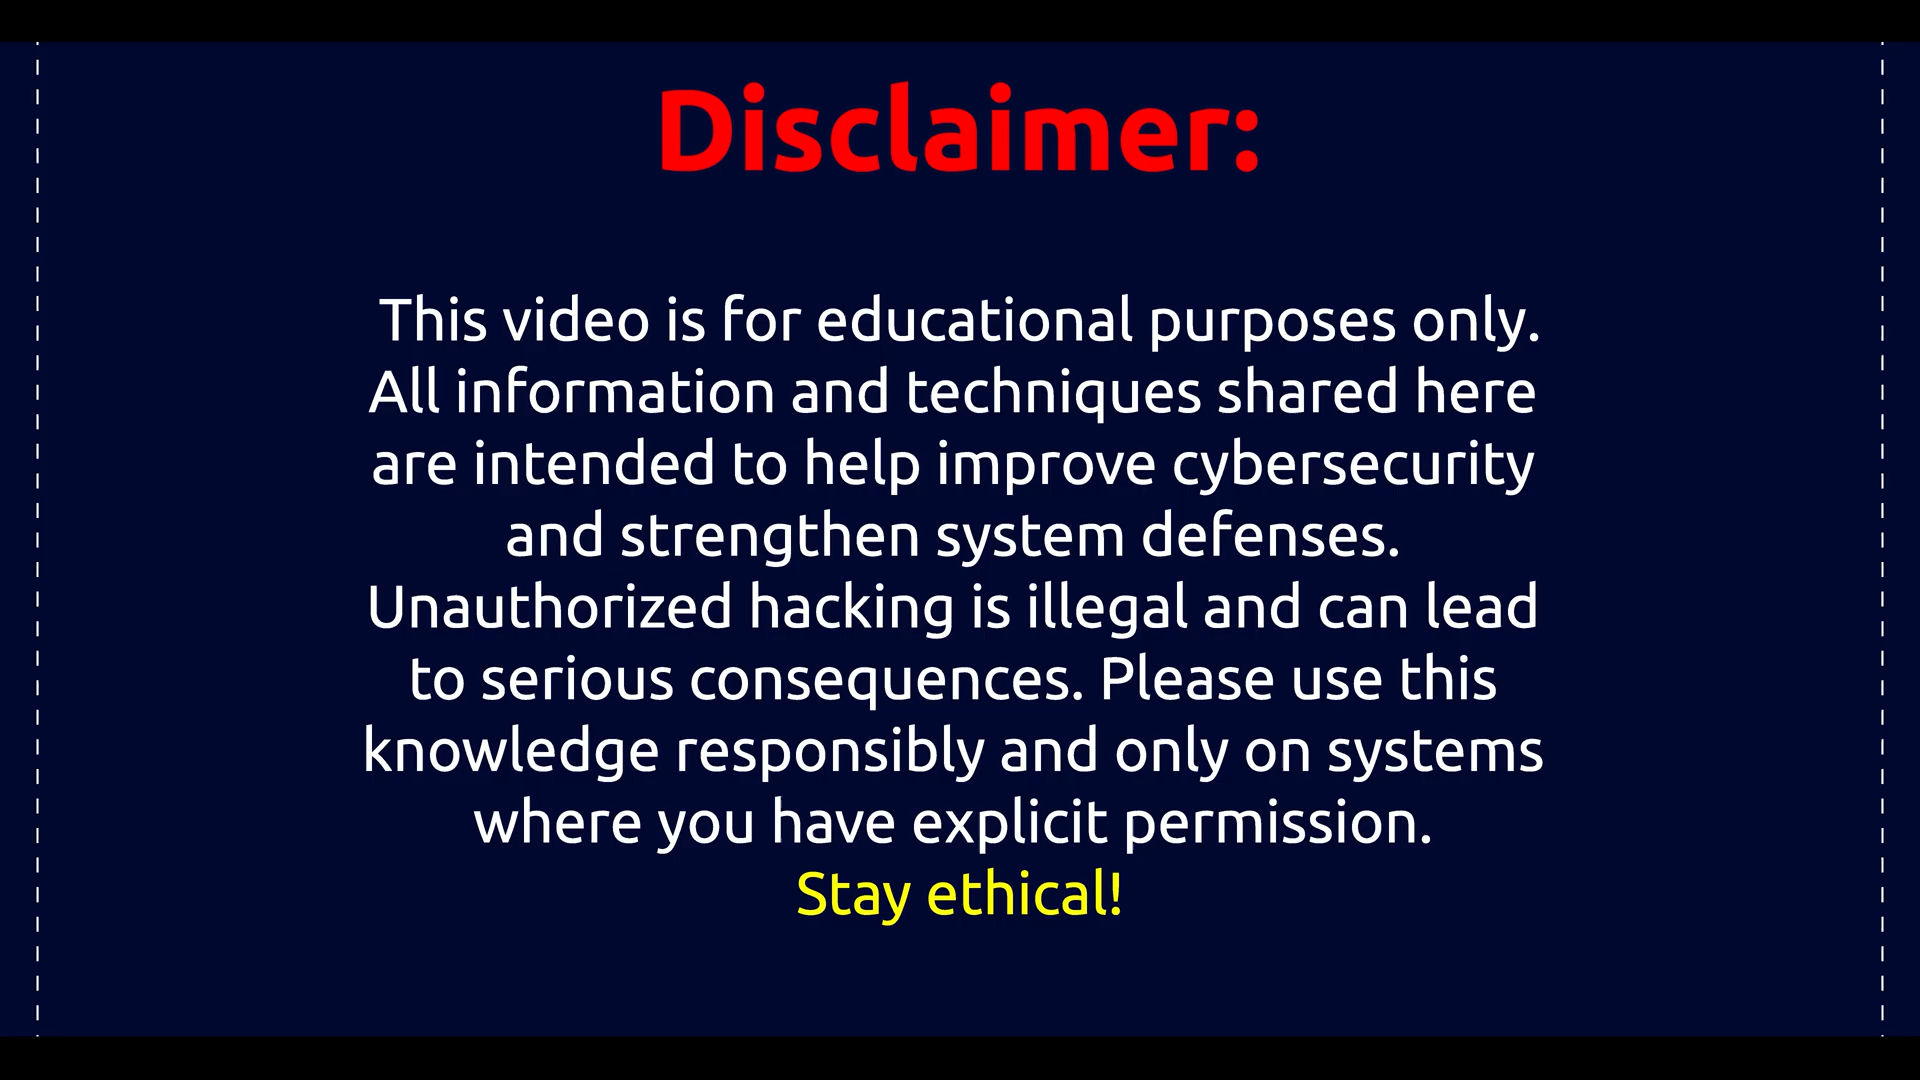 Disclaimer:
This video is for educational purposes only.
All information and techniques shared here
are intended to help improve cybersecurity
and strengthen system defenses.
Unauthorized hacking is illegal and can lead
to serious consequences. Please use this
knowledge responsibly and only on systems
where you have explicit permission.
Stay ethical!